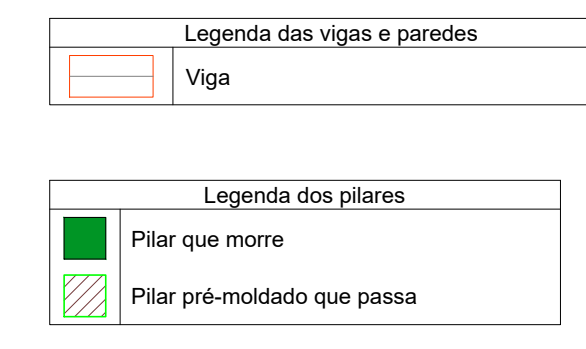 Legenda das vigas e paredes
Viga
Legenda dos pilares
Pilar que morre
Pilar pré-moldado que passa